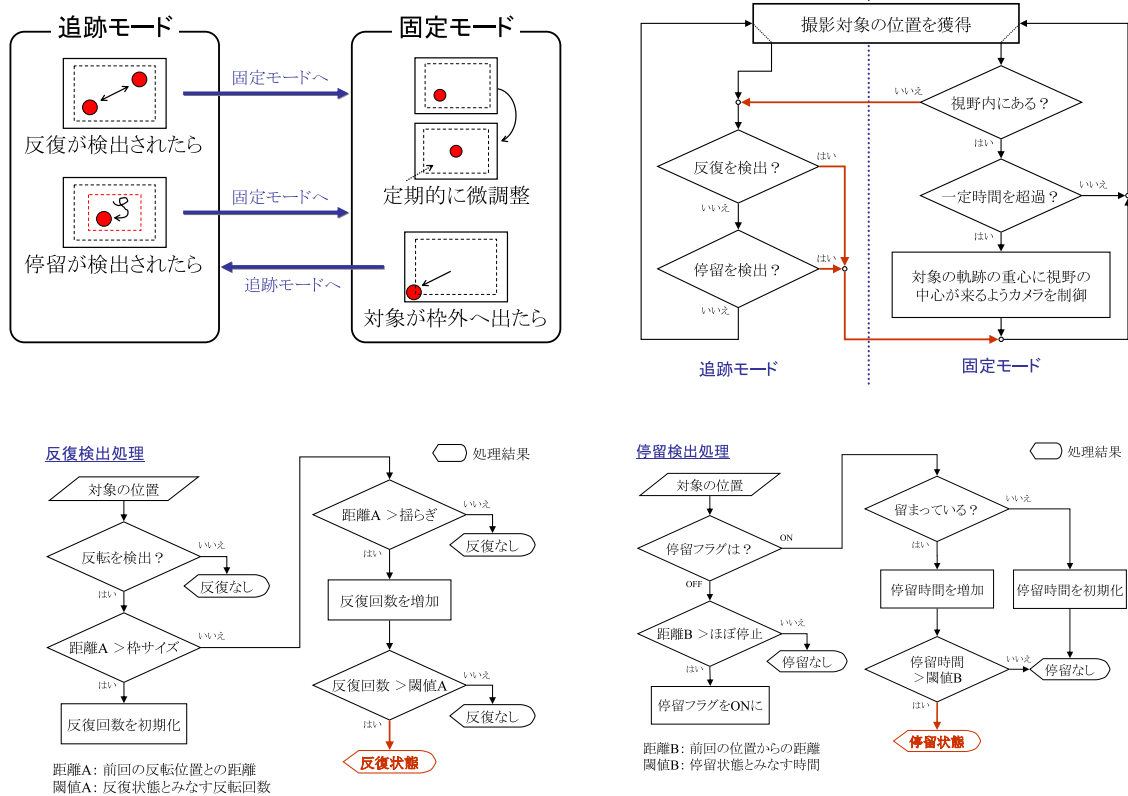 追跡モード
固定モード
反復が検出されたら
停留が検出されたら
固定モードへ
固定モードへ
追跡モードへ
定期的に微調整
対象が枠外へ出たら
撮影対象の位置を獲得
視野内にある？
いいえ
はい
反復を検出？
はい
いいえ
一定時間を超過？
いいえ
はい
停留を検出？
はい
いいえ
対象の軌跡の重心に視野の
中心が来るようカメラを制御
追跡モード
固定モード
反復検出処理
処理結果
対象の位置
反転を検出？
いいえ
反復なし
はい
距離A ＞枠サイズ
いいえ
はい
反復回数を初期化
距離A ＞揺らぎ
いいえ
反復なし
はい
反復回数を増加
反復回数 ＞閾値A
いいえ
反復なし
はい
反復状態
距離A: 前回の反転位置との距離
閾値A: 反復状態とみなす反転回数
停留検出処理
処理結果
対象の位置
停留フラグは？
ON
OFF
距離B ＞ほぼ停止
いいえ
停留なし
はい
停留フラグをONに
留まっている？
いいえ
はい
停留時間を増加
停留時間を初期化
停留時間
＞閾値B
いいえ
停留なし
はい
停留状態
距離B: 前回の位置からの距離
閾値B: 停留状態とみなす時間